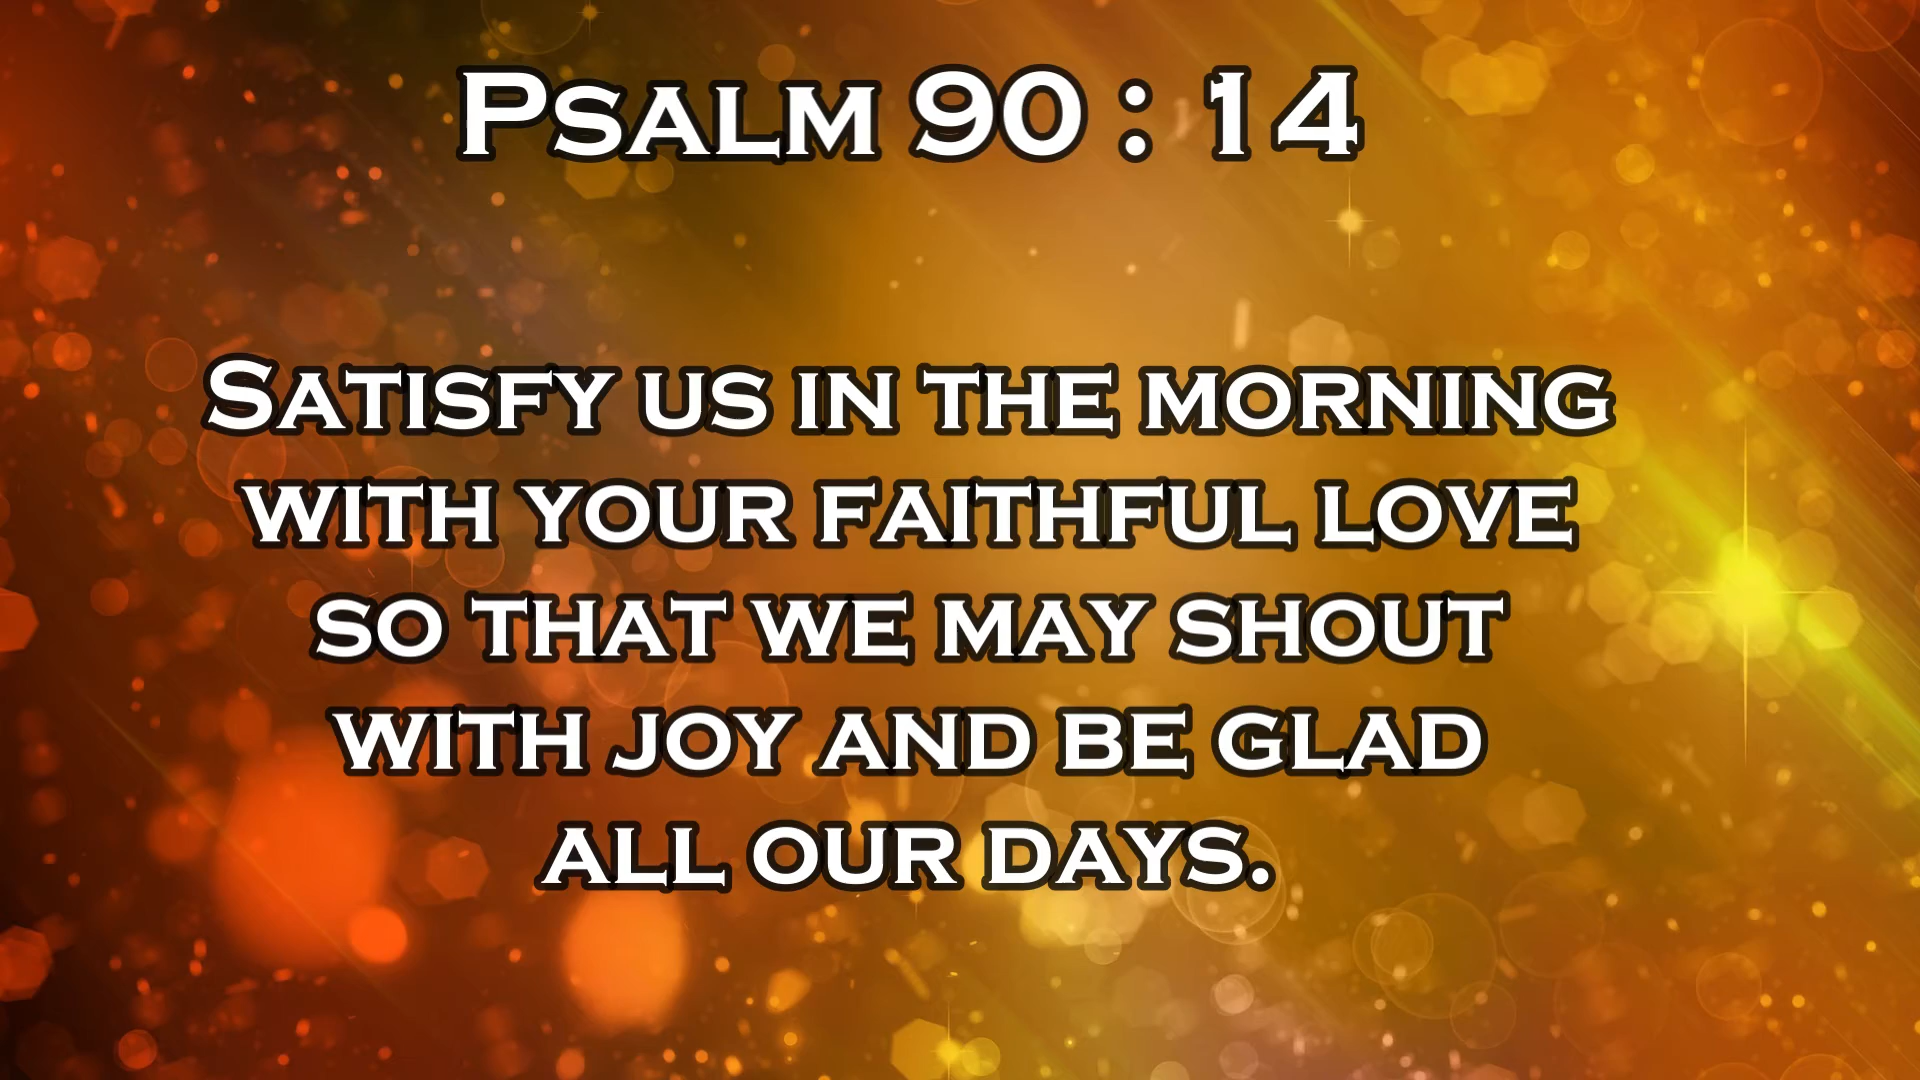 Psalm 90 : 14
Satisfy us in the morning
with your faithful love
so that we may shout
with joy and be glad
all our days.